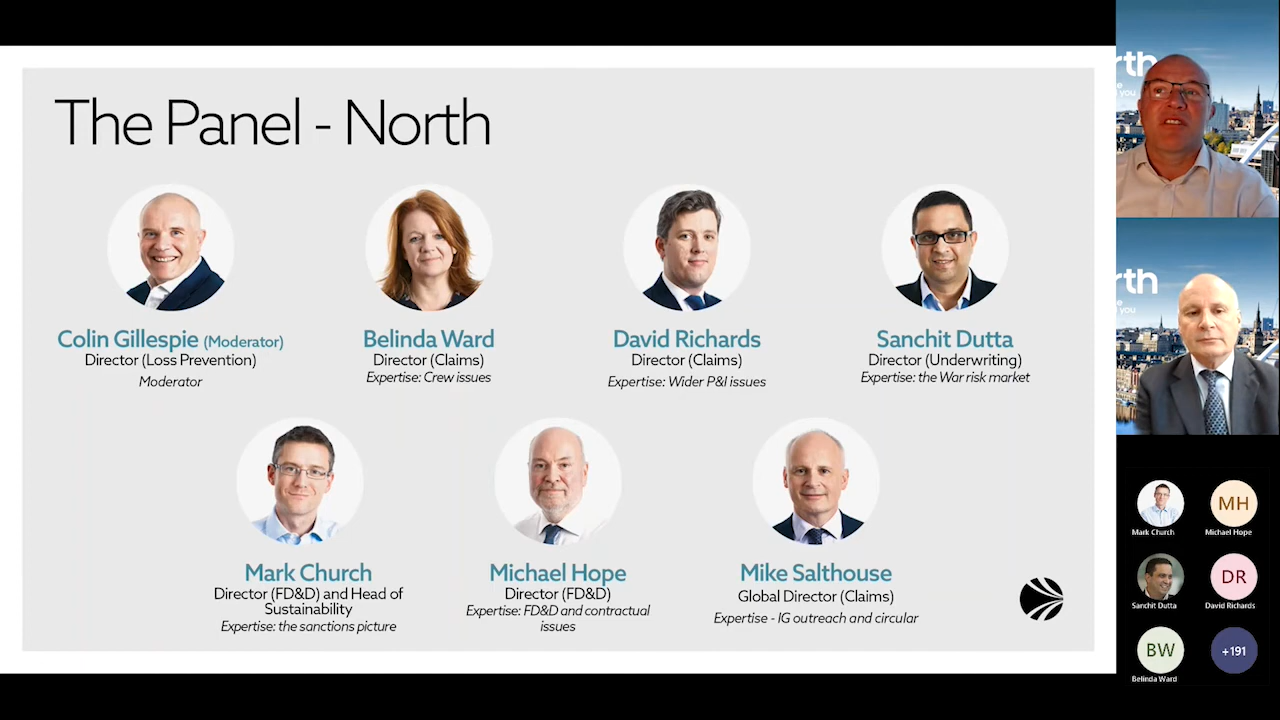 The Panel - North
Colin Gillespie (Moderator)
Director (Loss Prevention)
Moderator
Belinda Ward
Director (Claims)
Expertise: Crew issues
David Richards
Director (Claims)
Expertise: Wider P&I issues
Sanchit Dutta
Director (Underwriting)
Expertise: the War risk market
Mark Church
Director (FD&D) and Head of
Sustainability
Expertise: the sanctions picture
Michael Hope
Director (FD&D)
Expertise: FD&D and contractual
issues
Mike Salthouse
Global Director (Claims)
Expertise - IG outreach and circular
rth
you
rth
you
Mark Church
MH
Michael Hope
Sanchit Dutta
DR
David Richards
BW
Belinda Ward
+191